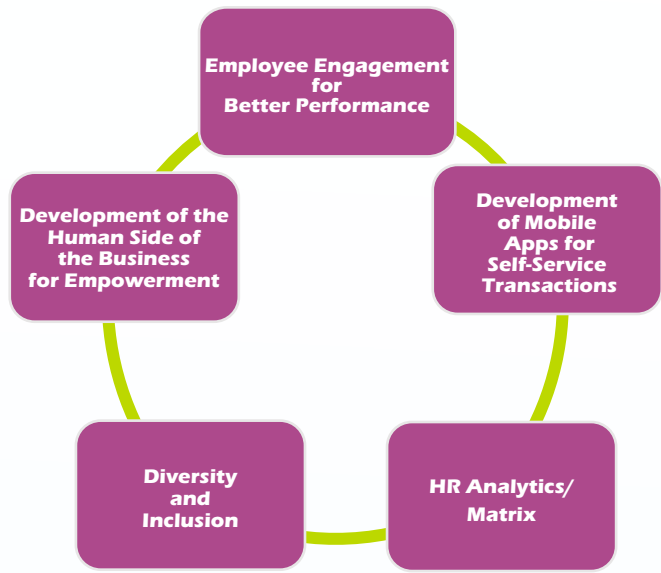 Employee Engagement
for
Better Performance
Development
of Mobile
Apps for
Self-Service
Transactions
HR Analytics/
Matrix
Diversity
and
Inclusion
Development of the
Human Side of
the Business
for Empowerment